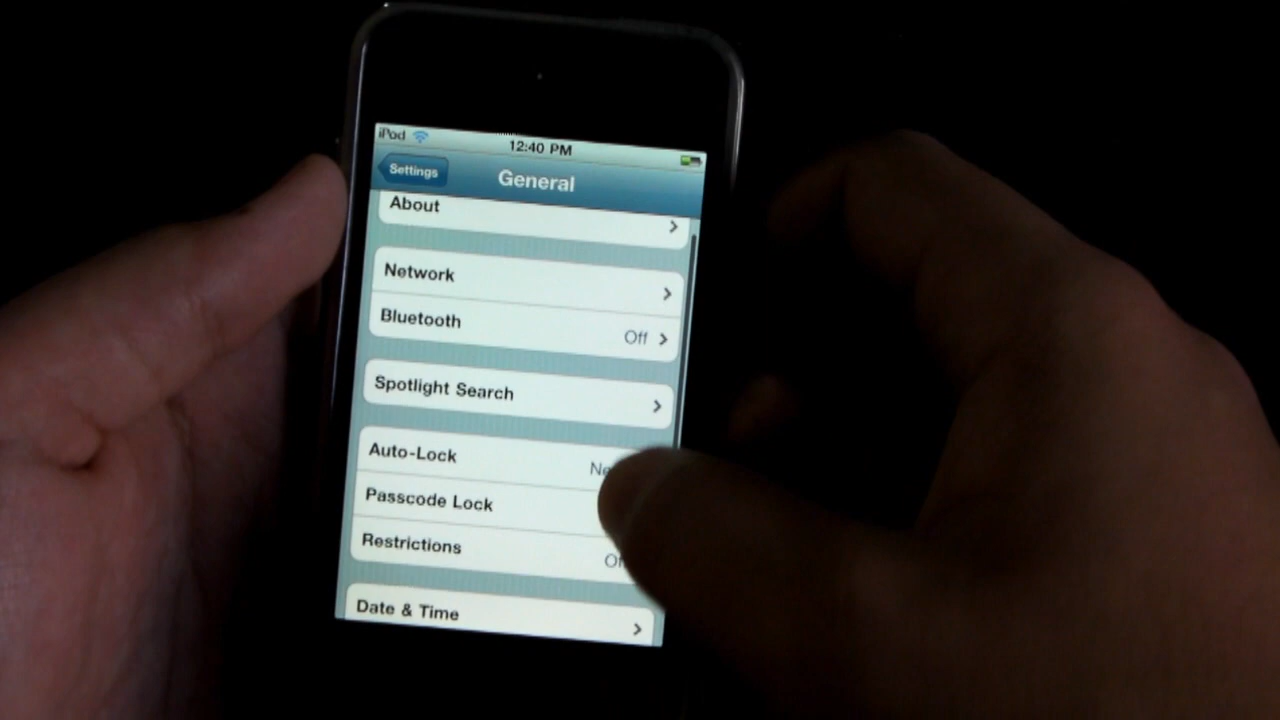 iPod 12:40 PM
Settings General
About
Network
Bluetooth Off
Spotlight Search
Auto-Lock
Passcode Lock
Restrictions
Date & Time